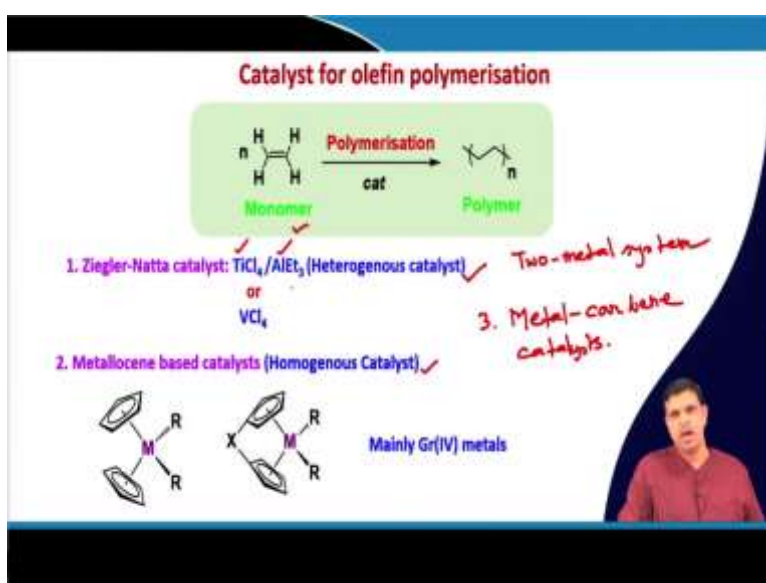 Catalyst for olefin polymerisation
n H H H H Polymerisation n
cat
Monomer Polymer
1. Ziegler-Natta catalyst: TiCl4/AlEt3 (Heterogenous catalyst) Two-metal system
or
VCl4
3. Metal-carbene
catalysts.
2. Metallocene based catalysts (Homogenous Catalyst)
M R R X M R R Mainly Gr(IV) metals